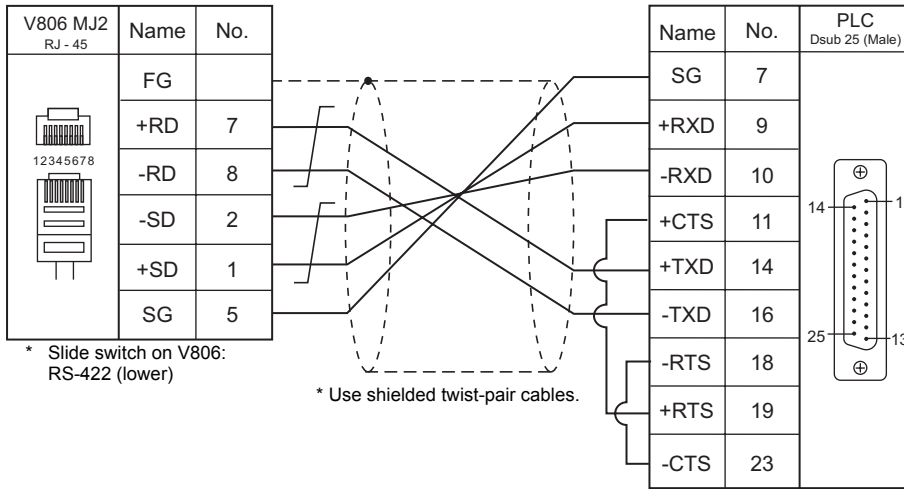 V806 MJ2
RJ - 45
Name No.
FG
+RD 7
-RD 8
-SD 2
+SD 1
SG 5
12345678
* Slide switch on V806:
RS-422 (lower)
* Use shielded twist-pair cables.
Name No.
PLC
Dsub 25 (Male)
SG 7
+RXD 9
-RXD 10
+CTS 11
+TXD 14
-TXD 16
-RTS 18
+RTS 19
-CTS 23
14 1
25 13